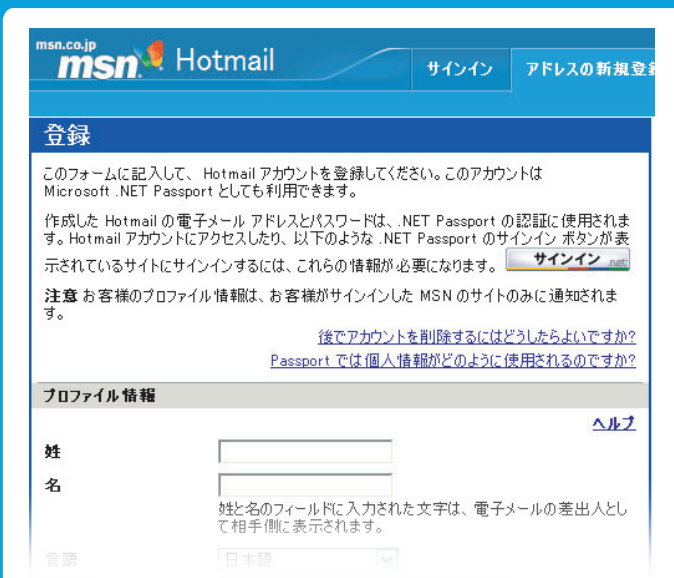 msn.co.jp
msn Hotmail
サインイン アドレスの新規登録
登録
このフォームに記入して、 Hotmail アカウントを登録してください。このアカウントは
Microsoft .NET Passport としても利用できます。
作成した Hotmail の電子メール アドレスとパスワードは、.NET Passport の認証に使用されま
す。Hotmail アカウントにアクセスしたり、以下のような .NET Passport のサインイン ボタンが表
示されているサイトにサインインするには、これらの情報が必要になります。 サインイン .net
注意 お客様のプロファイル情報は、お客様がサインインした MSN のサイトのみに通知されま
す。
後でアカウントを削除するにはどうしたらよいですか?
Passport では個人情報がどのように使用されるのですか?
プロファイル情報
ヘルプ
姓
名
姓と名のフィールドに入力された文字は、電子メールの差出人とし
て相手側に表示されます。
言語 日本語